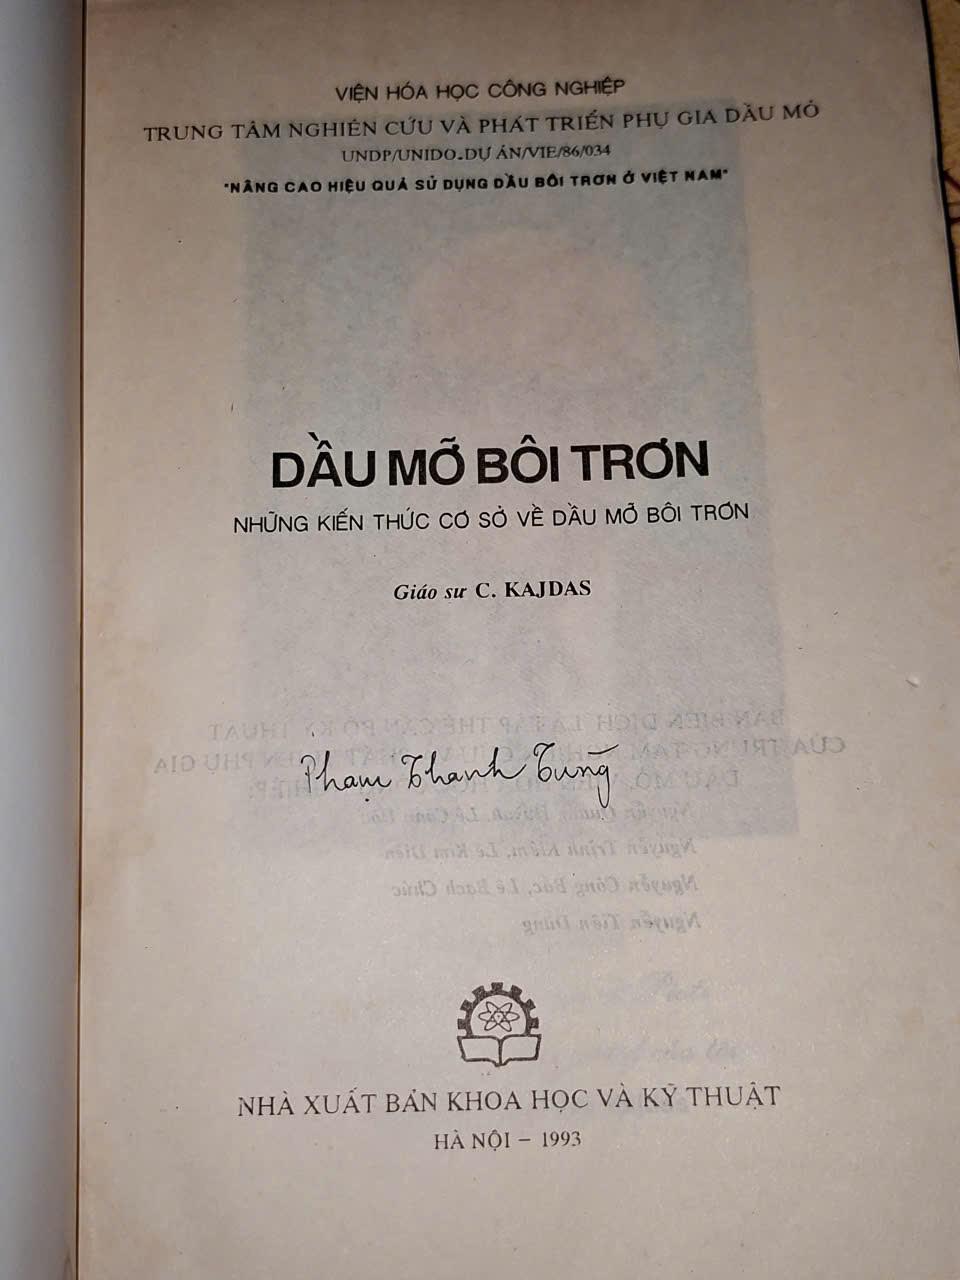 VIỆN HÓA HỌC CÔNG NGHIỆP
TRUNG TÂM NGHIÊN CỨU VÀ PHÁT TRIỂN PHỤ GIA DẦU MỎ
UNDP/UNIDO.DỰ ÁN/VIE/86/034
"NÂNG CAO HIỆU QUẢ SỬ DỤNG DẦU BÔI TRƠN Ở VIỆT NAM"
DẦU MỠ BÔI TRƠN
NHỮNG KIẾN THỨC CƠ SỞ VỀ DẦU MỠ BÔI TRƠN
Giáo sư C. KAJDAS
Phạm Thanh Tùng
NHÀ XUẤT BẢN KHOA HỌC VÀ KỸ THUẬT
HÀ NỘI – 1993